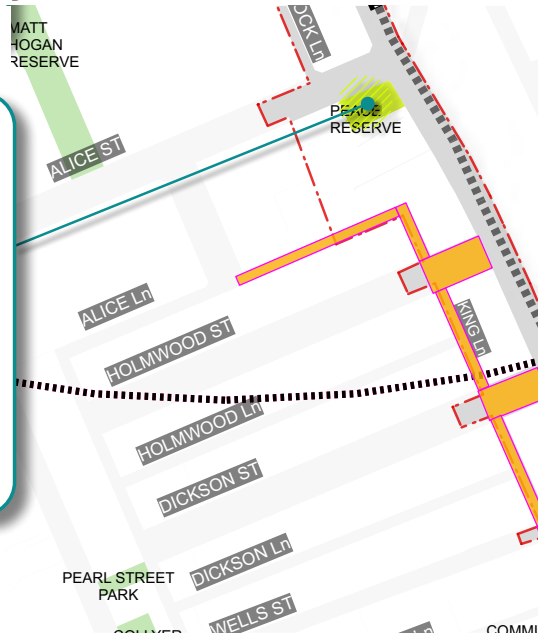 MATT
HOGAN
RESERVE
PEACE
RESERVE
ALICE ST
ALICE Ln
HOLMWOOD ST
KING Ln
HOLMWOOD Ln
DICKSON ST
DICKSON Ln
PEARL STREET
PARK
WELLS ST